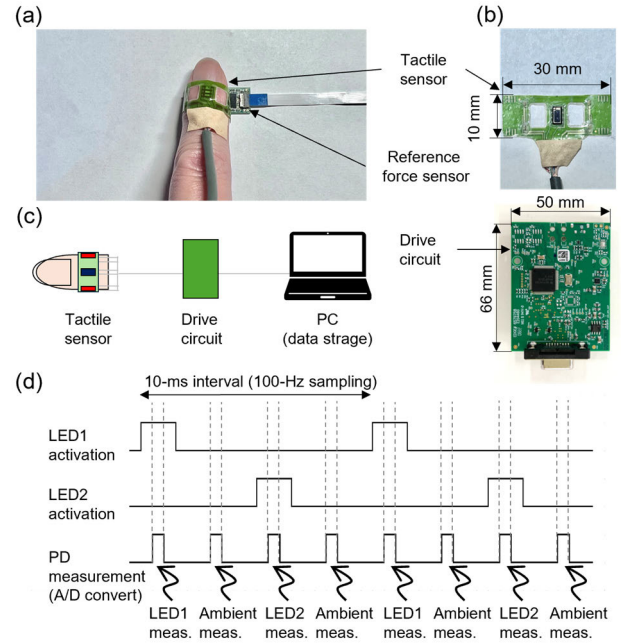 (a)
(b)
Tactile
sensor
30 mm
10 mm
Reference
force sensor
(c)
50 mm
Drive
circuit
66 mm
Tactile
sensor
Drive
circuit
PC
(data strage)
(d)
10-ms interval (100-Hz sampling)
LED1
activation
LED2
activation
PD
measurement
(A/D convert)
LED1
meas.
Ambient
meas.
LED2
meas.
Ambient
meas.
LED1
meas.
Ambient
meas.
LED2
meas.
Ambient
meas.